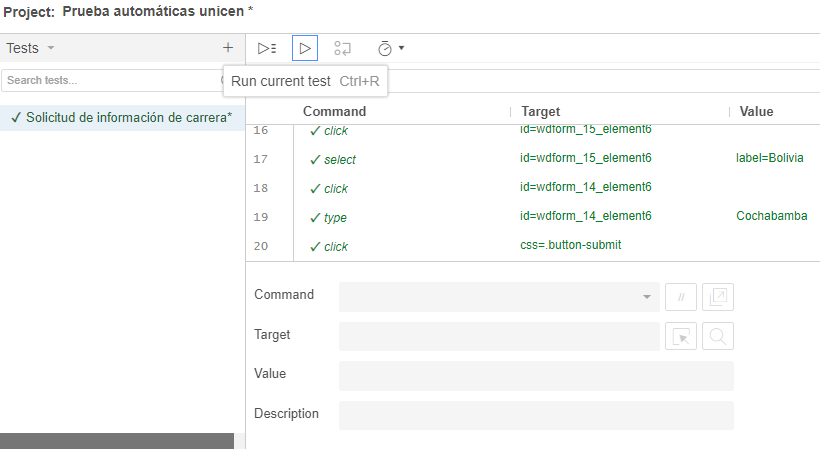 Project: Prueba automáticas unicen *
Tests
Search tests...
Run current test Ctrl+R
✓ Solicitud de información de carrera*
Command Target Value
16 ✓ click id=wdform_15_element6
17 ✓ select id=wdform_15_element6 label=Bolivia
18 ✓ click id=wdform_14_element6
19 ✓ type id=wdform_14_element6 Cochabamba
20 ✓ click css=.button-submit
Command //
Target
Value
Description